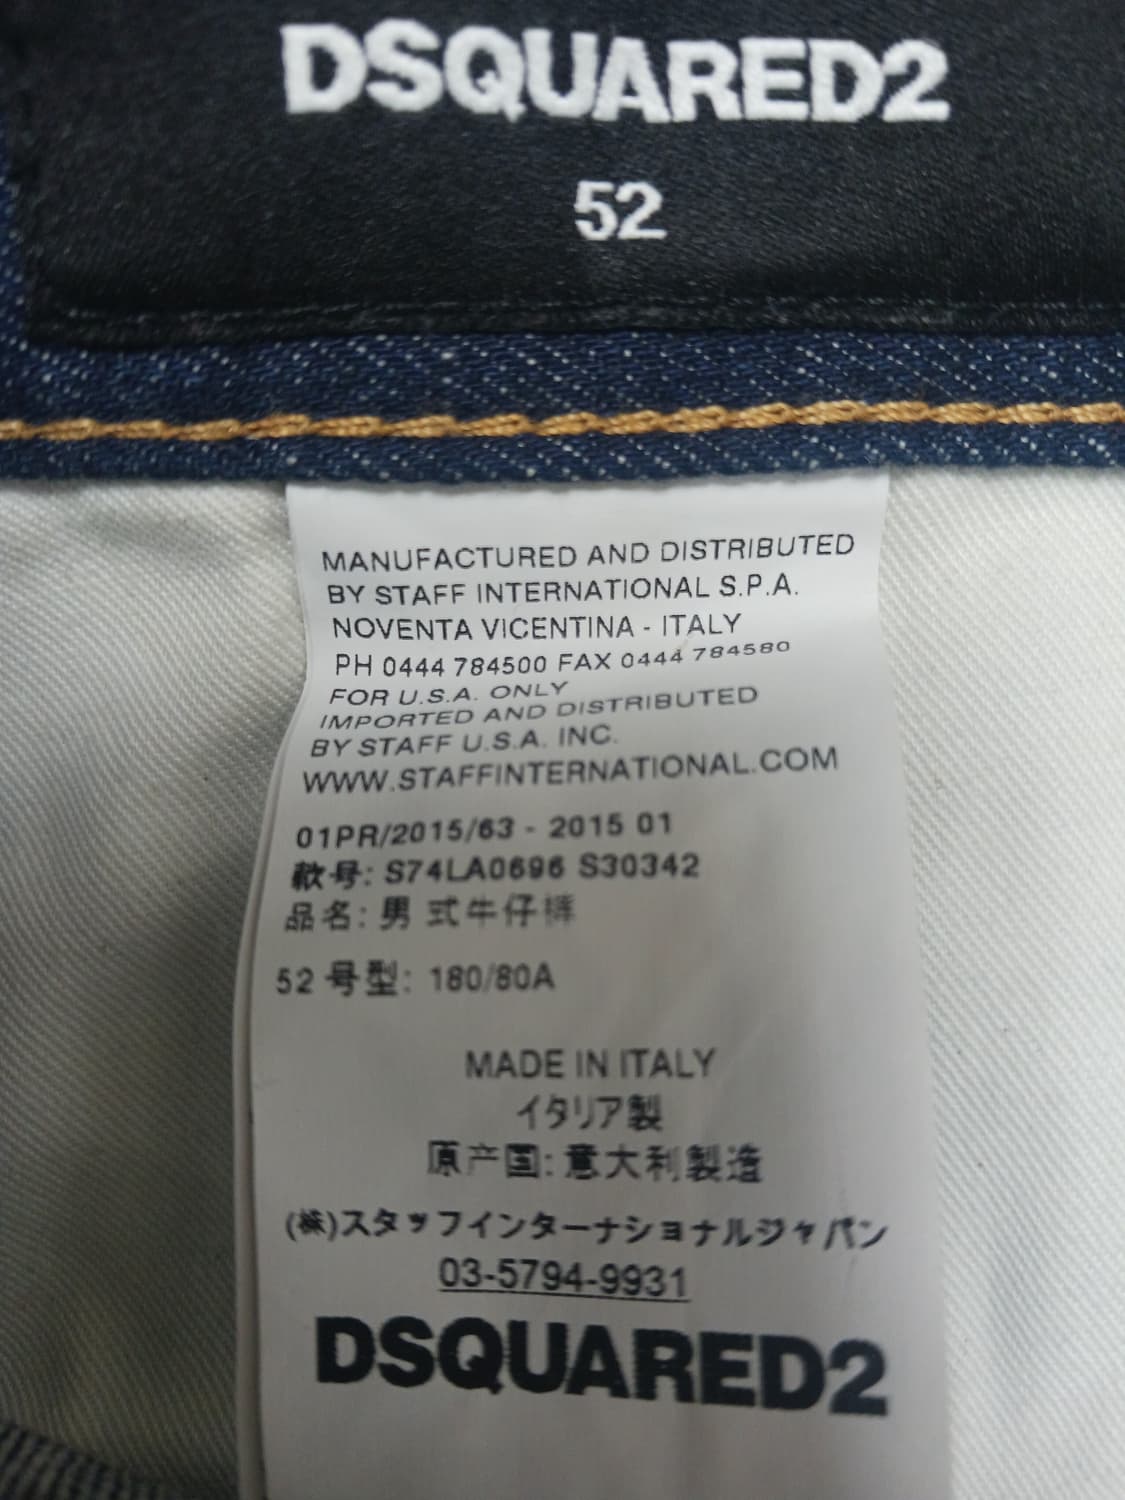 DSQUARED2
52
MANUFACTURED AND DISTRIBUTED
BY STAFF INTERNATIONAL S.P.A.
NOVENTA VICENTINA - ITALY
PH 0444 784500 FAX 0444 784580
FOR U.S.A. ONLY
IMPORTED AND DISTRIBUTED
BY STAFF U.S.A. INC.
WWW.STAFFINTERNATIONAL.COM
01PR/2015/63 - 2015 01
款号: S74LA0696 S30342
品名: 男式牛仔裤
52 号型: 180/80A
MADE IN ITALY
イタリア製
原产国: 意大利製造
(株)スタッフインターナショナルジャパン
03-5794-9931
DSQUARED2